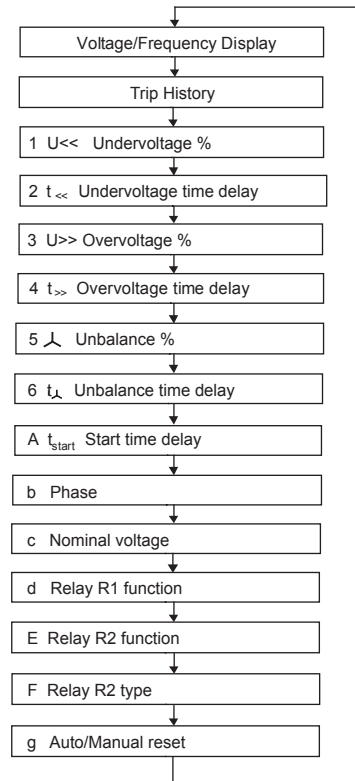 Voltage/Frequency Display
Trip History
1 U<< Undervoltage %
2 t<< Undervoltage time delay
3 U>> Overvoltage %
4 t>> Overvoltage time delay
5 ⅄ Unbalance %
6 t⅄ Unbalance time delay
A tstart Start time delay
b Phase
c Nominal voltage
d Relay R1 function
E Relay R2 function
F Relay R2 type
g Auto/Manual reset